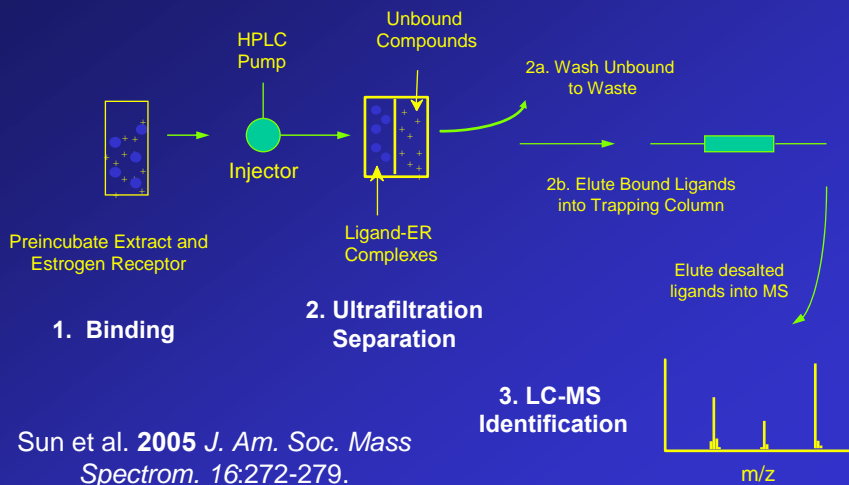 Unbound
Compounds
HPLC
Pump
2a. Wash Unbound
to Waste
Injector
2b. Elute Bound Ligands
into Trapping Column
Preincubate Extract and
Estrogen Receptor
Ligand-ER
Complexes
Elute desalted
ligands into MS
1. Binding
2. Ultrafiltration
Separation
3. LC-MS
Identification
Sun et al. 2005 J. Am. Soc. Mass
Spectrom. 16:272-279.
m/z